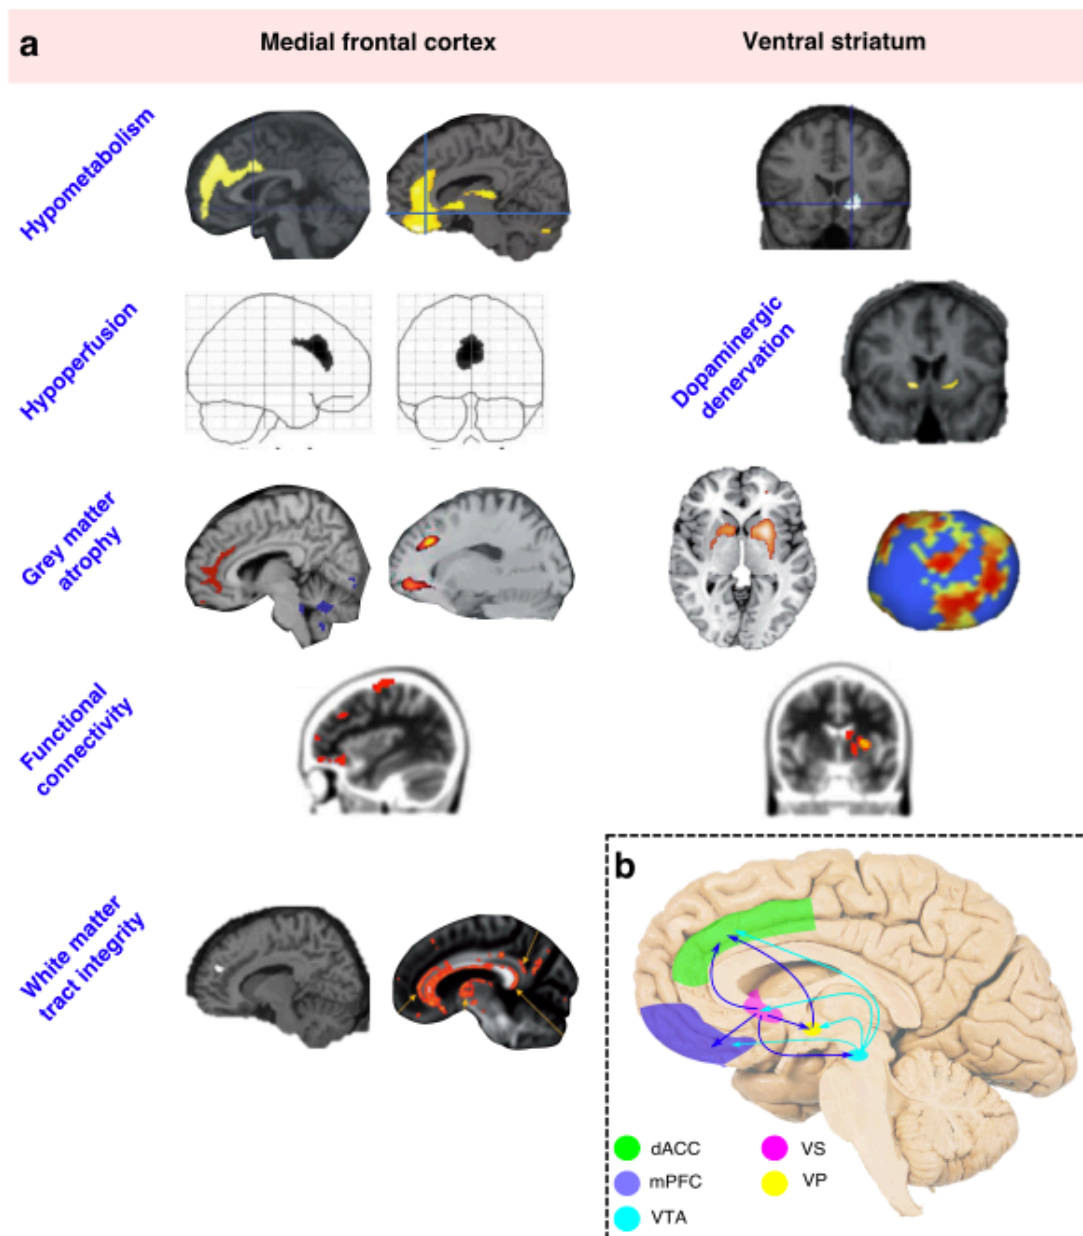 a
Medial frontal cortex
Ventral striatum
Hypometabolism
Hypoperfusion
Dopaminergic
denervation
Grey matter
atrophy
Functional
connectivity
White matter
tract integrity
b
dACC
VS
mPFC
VP
VTA